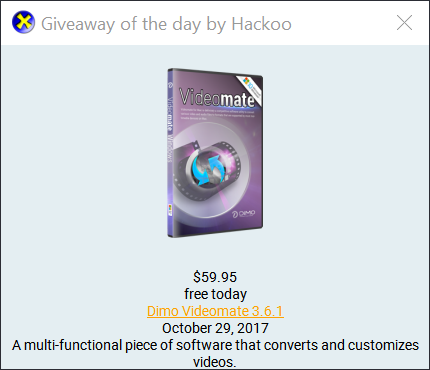 Giveaway of the day by Hackoo
Videomate
Videomate
DIMO
$59.95
free today
Dimo Videomate 3.6.1
October 29, 2017
A multi-functional piece of software that converts and customizes
videos.